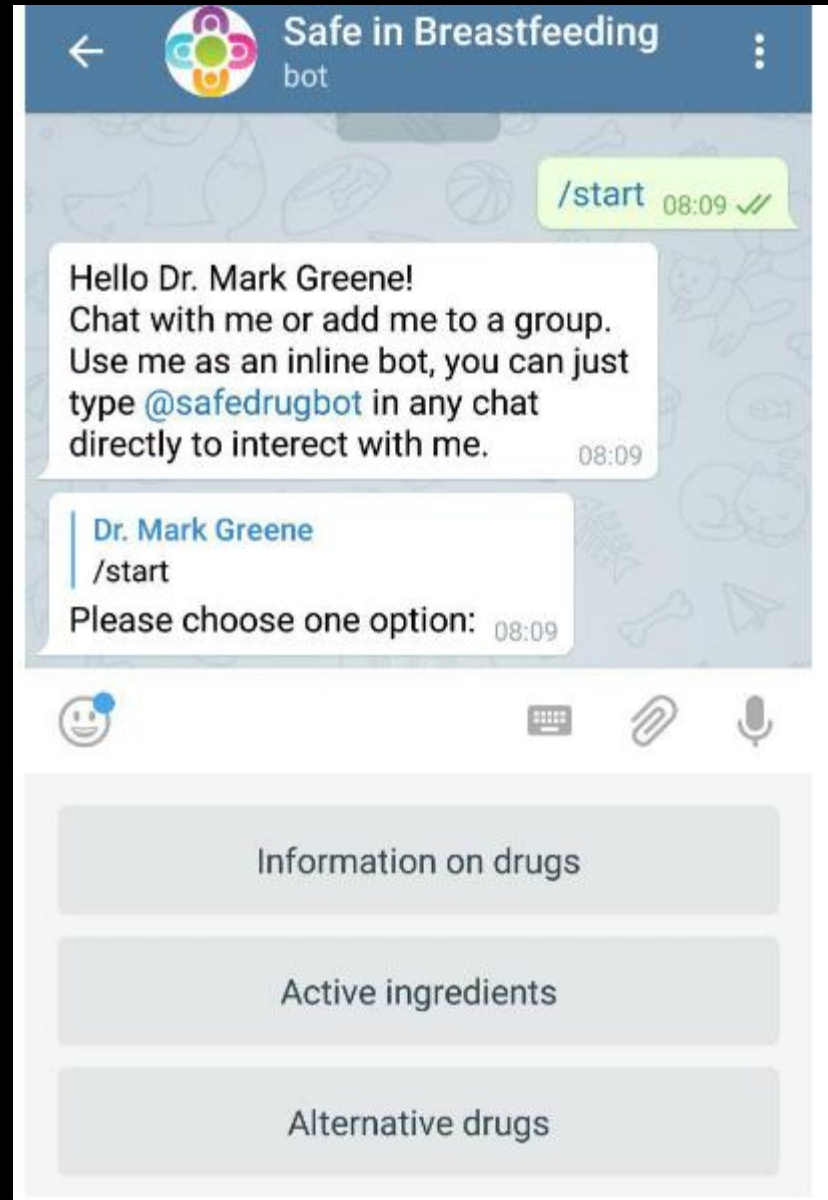 Safe in Breastfeeding
bot
/start 08:09
Hello Dr. Mark Greene!
Chat with me or add me to a group.
Use me as an inline bot, you can just
type @safedrugbot in any chat
directly to interect with me. 08:09
Dr. Mark Greene
/start
Please choose one option: 08:09
Information on drugs
Active ingredients
Alternative drugs